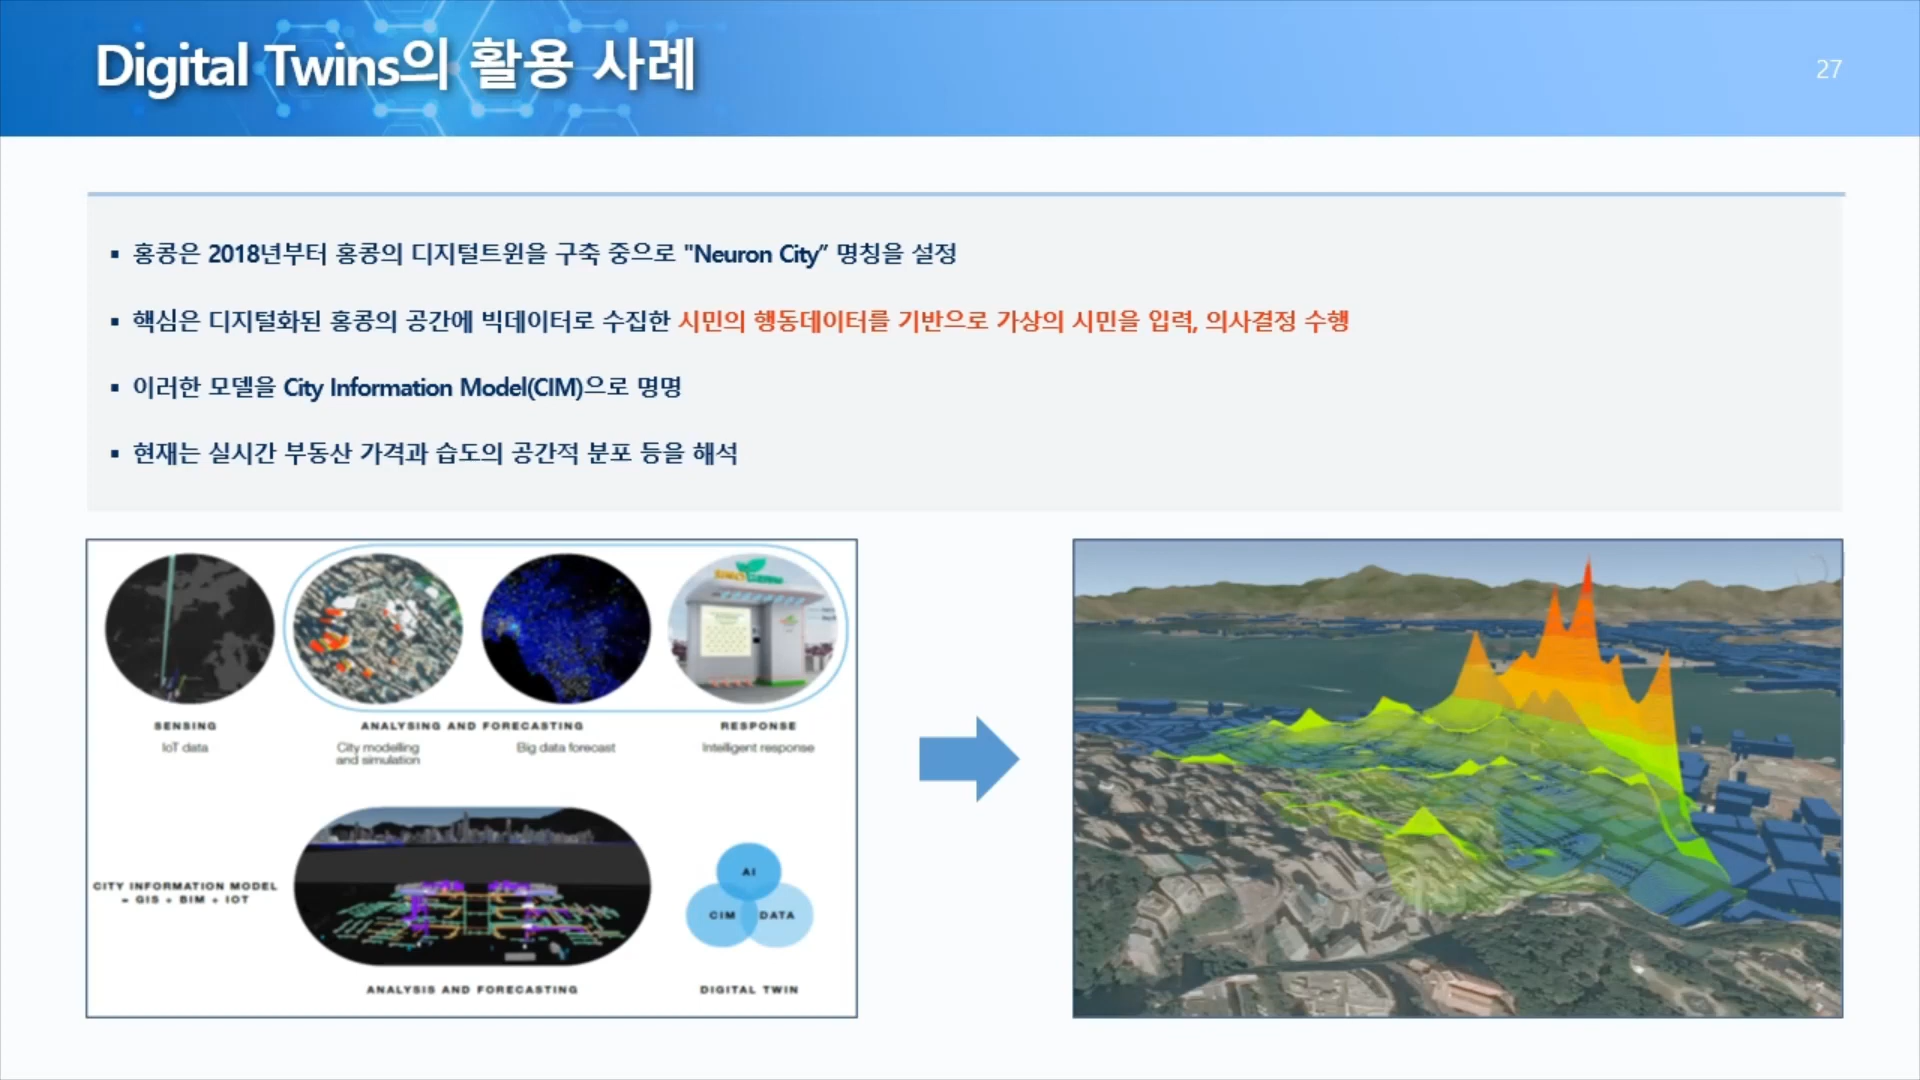 Digital Twins의 활용 사례
27
▪ 홍콩은 2018년부터 홍콩의 디지털트윈을 구축 중으로 "Neuron City” 명칭을 설정
▪ 핵심은 디지털화된 홍콩의 공간에 빅데이터로 수집한 시민의 행동데이터를 기반으로 가상의 시민을 입력, 의사결정 수행
▪ 이러한 모델을 City Information Model(CIM)으로 명명
▪ 현재는 실시간 부동산 가격과 습도의 공간적 분포 등을 해석
SENSING
IoT data
ANALYSING AND FORECASTING
City modelling
and simulation
Big data forecast
RESPONSE
Intelligent response
CITY INFORMATION MODEL
= GIS + BIM + IOT
ANALYSIS AND FORECASTING
AI
CIM
DATA
DIGITAL TWIN